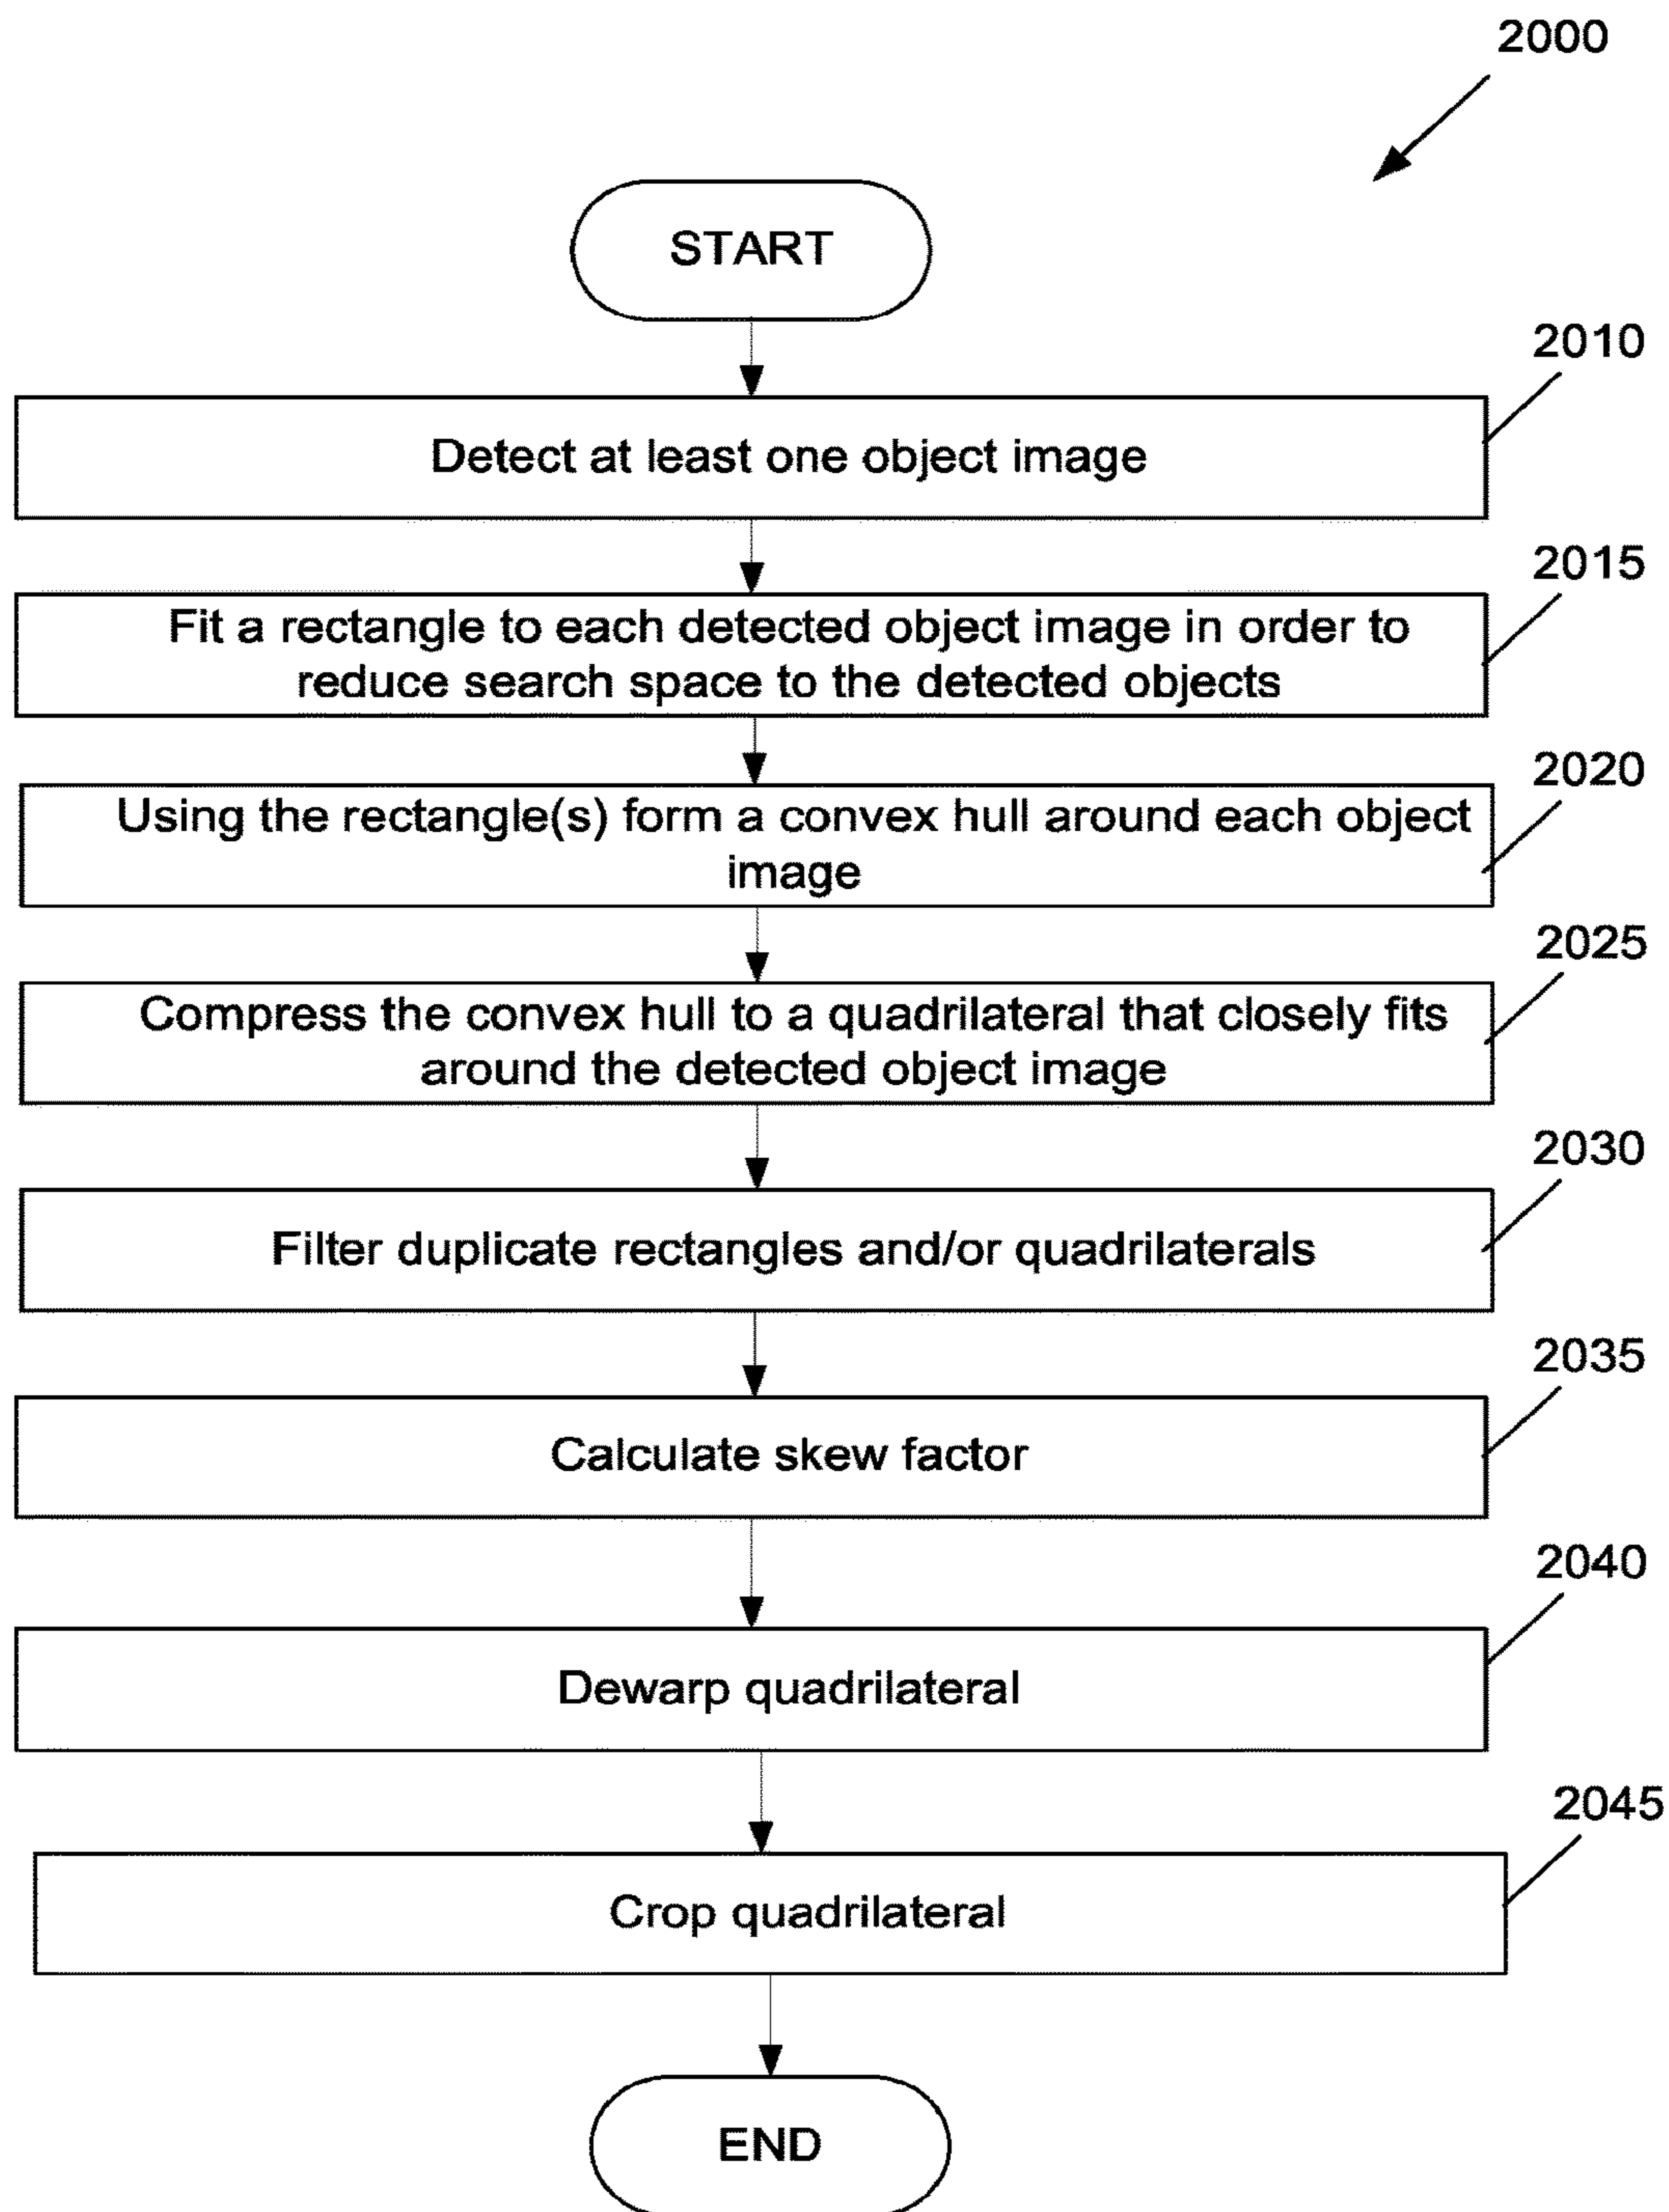 2000
START
2010
Detect at least one object image
2015
Fit a rectangle to each detected object image in order to
reduce search space to the detected objects
2020
Using the rectangle(s) form a convex hull around each object
image
2025
Compress the convex hull to a quadrilateral that closely fits
around the detected object image
2030
Filter duplicate rectangles and/or quadrilaterals
2035
Calculate skew factor
2040
Dewarp quadrilateral
2045
Crop quadrilateral
END